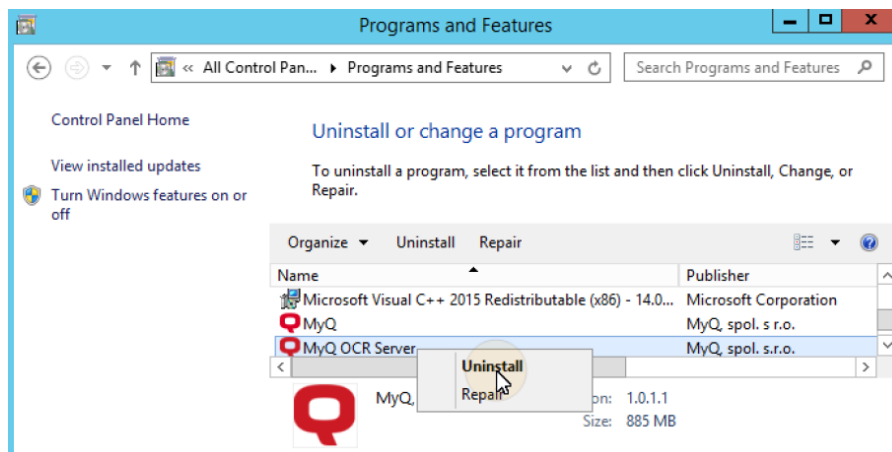 Programs and Features
« All Control Pan... Programs and Features
Search Programs and Features
Control Panel Home
View installed updates
Turn Windows features on or
off
Uninstall or change a program
To uninstall a program, select it from the list and then click Uninstall, Change, or
Repair.
Organize Uninstall Repair
Name Publisher
Microsoft Visual C++ 2015 Redistributable (x86) - 14.0... Microsoft Corporation
MyQ MyQ, spol. s r.o.
MyQ OCR Server MyQ, spol. s.r.o.
Uninstall
Repair
MyQ, on: 1.0.1.1
Size: 885 MB